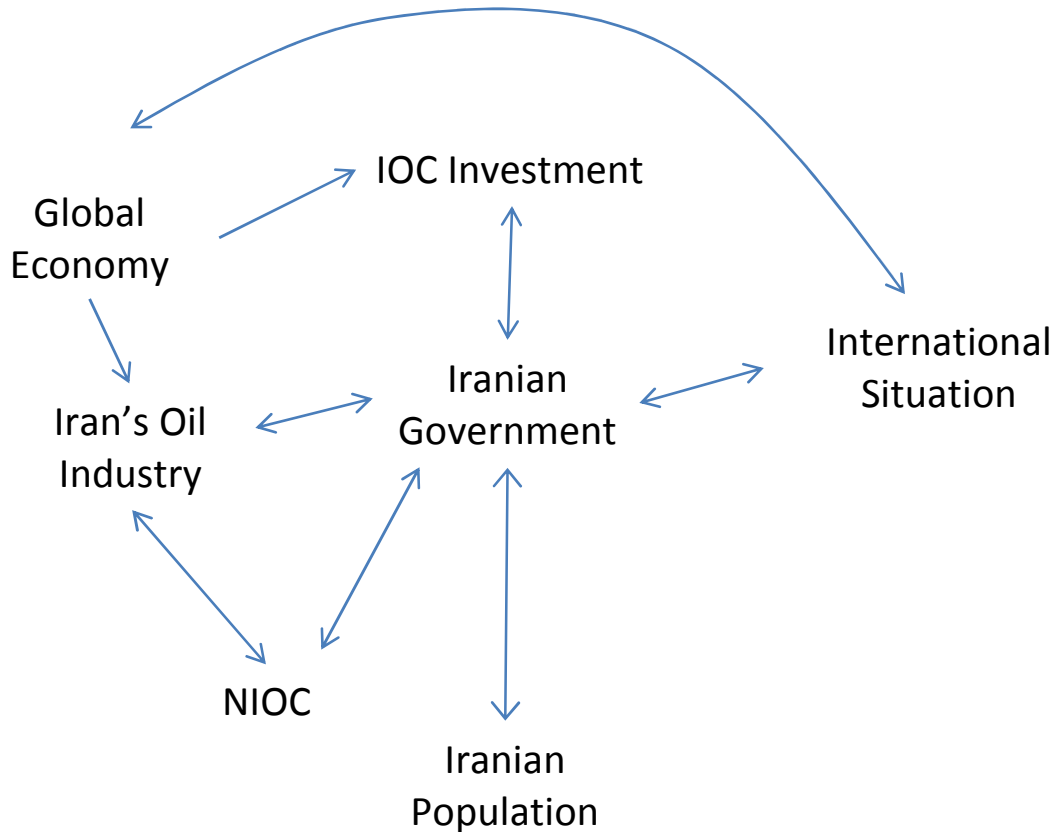 IOC Investment
Global
Economy
International
Situation
Iranian
Government
Iran’s Oil
Industry
NIOC
Iranian
Population